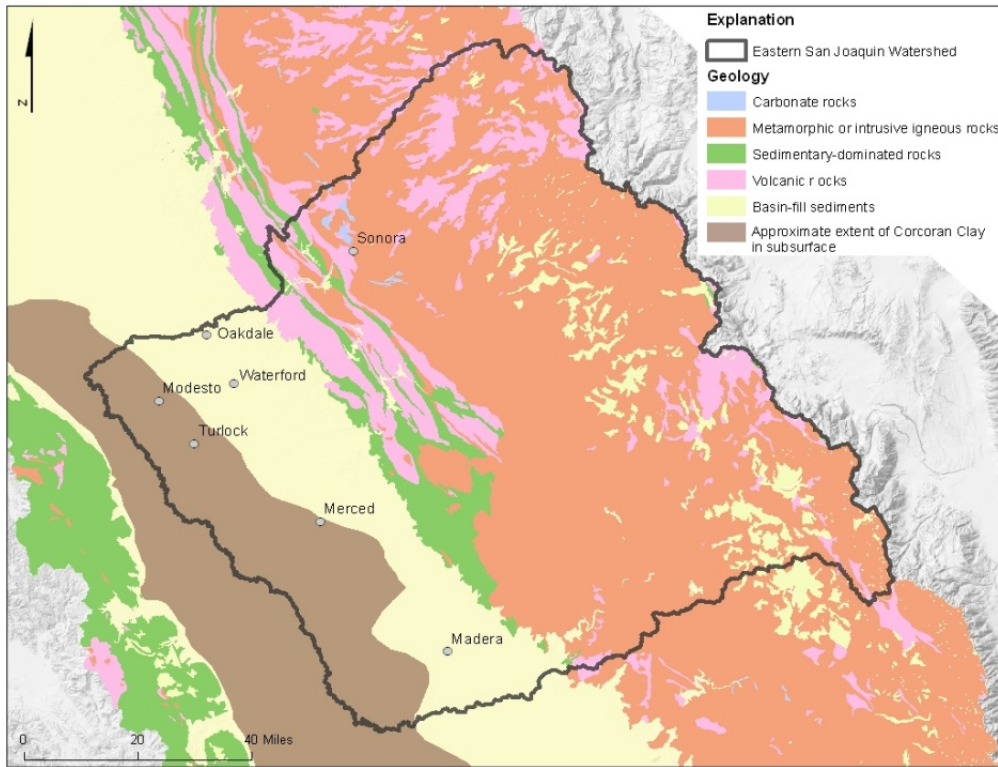 Explanation
Eastern San Joaquin Watershed
Geology
Carbonate rocks
Metamorphic or intrusive igneous rocks
Sedimentary-dominated rocks
Volcanic r ocks
Basin-fill sediments
Approximate extent of Corcoran Clay
in subsurface
N
Sonora
Oakdale
Waterford
Modesto
Turlock
Merced
Madera
0 20 40 Miles